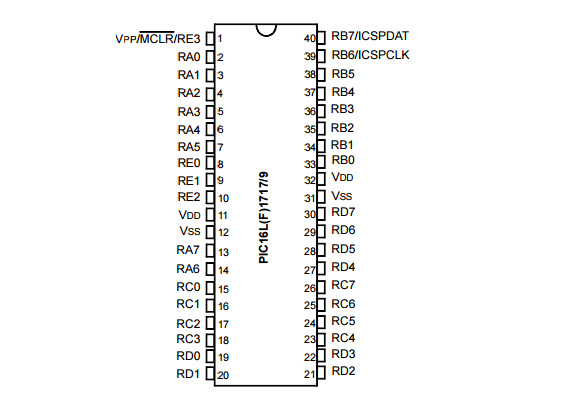 VPP/MCLR/RE3 1 40 RB7/ICSPDAT
RA0 2 39 RB6/ICSPCLK
RA1 3 38 RB5
RA2 4 37 RB4
RA3 5 36 RB3
RA4 6 35 RB2
RA5 7 34 RB1
RE0 8 33 RB0
RE1 9 32 VDD
RE2 10 31 VSS
VDD 11 30 RD7
VSS 12 29 RD6
RA7 13 28 RD5
RA6 14 27 RD4
RC0 15 26 RC7
RC1 16 25 RC6
RC2 17 24 RC5
RC3 18 23 RC4
RD0 19 22 RD3
RD1 20 21 RD2
PIC16L(F)1717/9